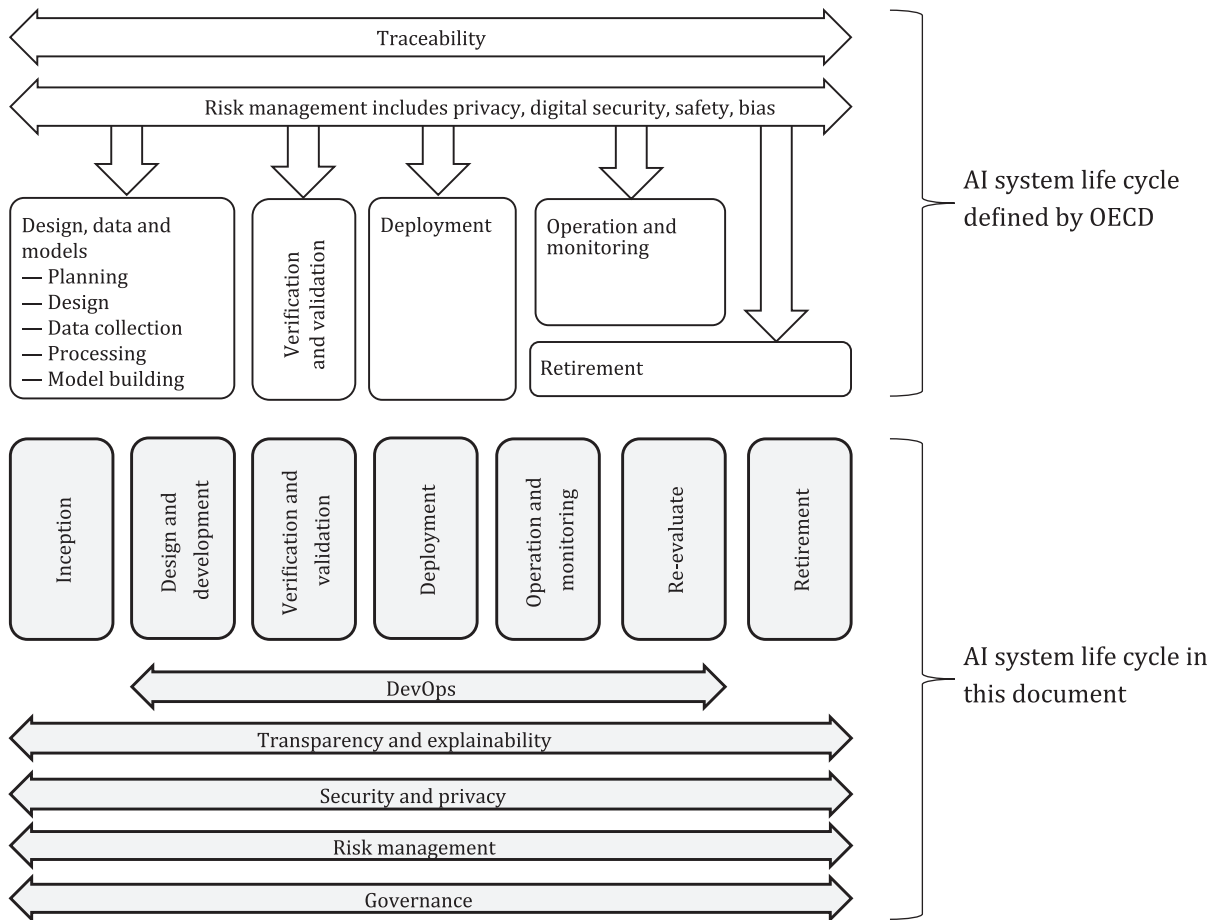 Traceability
Risk management includes privacy, digital security, safety, bias
Design, data and
models
— Planning
— Design
— Data collection
— Processing
— Model building
Verification
and validation
Deployment
Operation and
monitoring
Retirement
AI system life cycle
defined by OECD
Inception
Design and
development
Verification and
validation
Deployment
Operation and
monitoring
Re-evaluate
Retirement
DevOps
Transparency and explainability
Security and privacy
Risk management
Governance
AI system life cycle in
this document